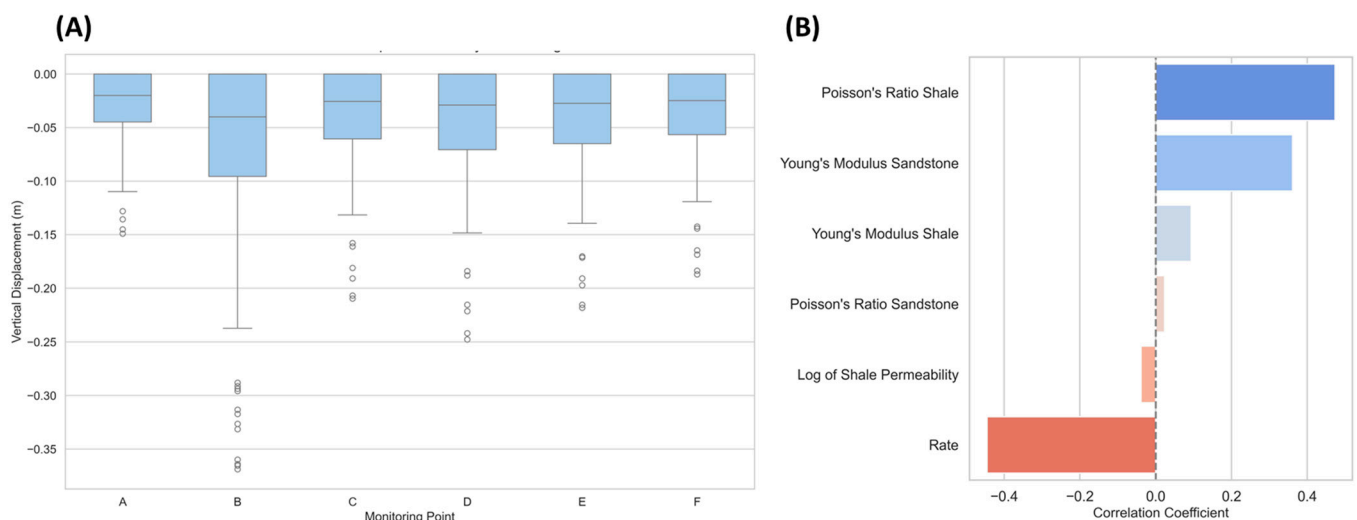 (A)
0.00
−0.05
−0.10
−0.15
−0.20
−0.25
−0.30
−0.35
Vertical Displacement (m)
A B C D E F
Monitoring Point
(B)
Poisson's Ratio Shale
Young's Modulus Sandstone
Young's Modulus Shale
Poisson's Ratio Sandstone
Log of Shale Permeability
Rate
−0.4 −0.2 0.0 0.2 0.4
Correlation Coefficient